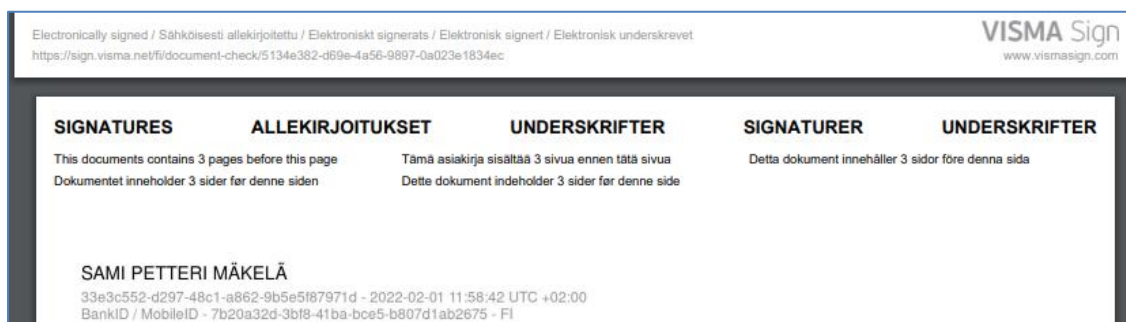 Electronically signed / Sähköisesti allekirjoitettu / Elektroniskt signerats / Elektronisk signert / Elektronisk underskrevet
https://sign.visma.net/fi/document-check/5134e382-d69e-4a56-9897-0a023e1834ec
VISMA Sign
www.vismasign.com
SIGNATURES ALLEKIRJOITUKSET UNDERSKRIFTER SIGNATURER UNDERSKRIFTER
This documents contains 3 pages before this page Tämä asiakirja sisältää 3 sivua ennen tätä sivua Detta dokument innehåller 3 sidor före denna sida
Dokumentet inneholder 3 sider før denne siden Dette dokument indeholder 3 sider før denne side
SAMI PETTERI MÄKELÄ
33e3c552-d297-48c1-a862-9b5e5f87971d - 2022-02-01 11:58:42 UTC +02:00
BankID / MobileID - 7b20a32d-3bf8-41ba-bce5-b807d1ab2675 - FI